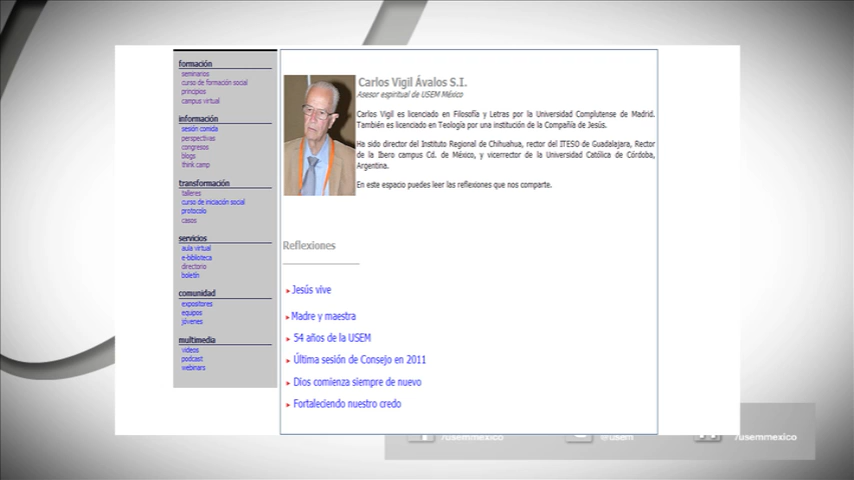 formación
seminarios
curso de formación social
principios
campus virtual
información
sesión comida
perspectivas
congresos
blogs
think camp
transformación
talleres
curso de iniciación social
protocolo
casos
servicios
aula virtual
e-biblioteca
directorio
boletín
comunidad
expositores
equipos
jóvenes
multimedia
videos
podcast
webinars
Carlos Vigil Ávalos S.I.
Asesor espiritual de USEM México
Carlos Vigil es licenciado en Filosofía y Letras por la Universidad Complutense de Madrid.
También es licenciado en Teología por una institución de la Compañía de Jesús.
Ha sido director del Instituto Regional de Chihuahua, rector del ITESO de Guadalajara, Rector
de la Ibero campus Cd. de México, y vicerrector de la Universidad Católica de Córdoba,
Argentina.
En este espacio puedes leer las reflexiones que nos comparte.
Reflexiones
Jesús vive
Madre y maestra
54 años de la USEM
Última sesión de Consejo en 2011
Dios comienza siempre de nuevo
Fortaleciendo nuestro credo
/usemmexico
@usem
/usemmexico